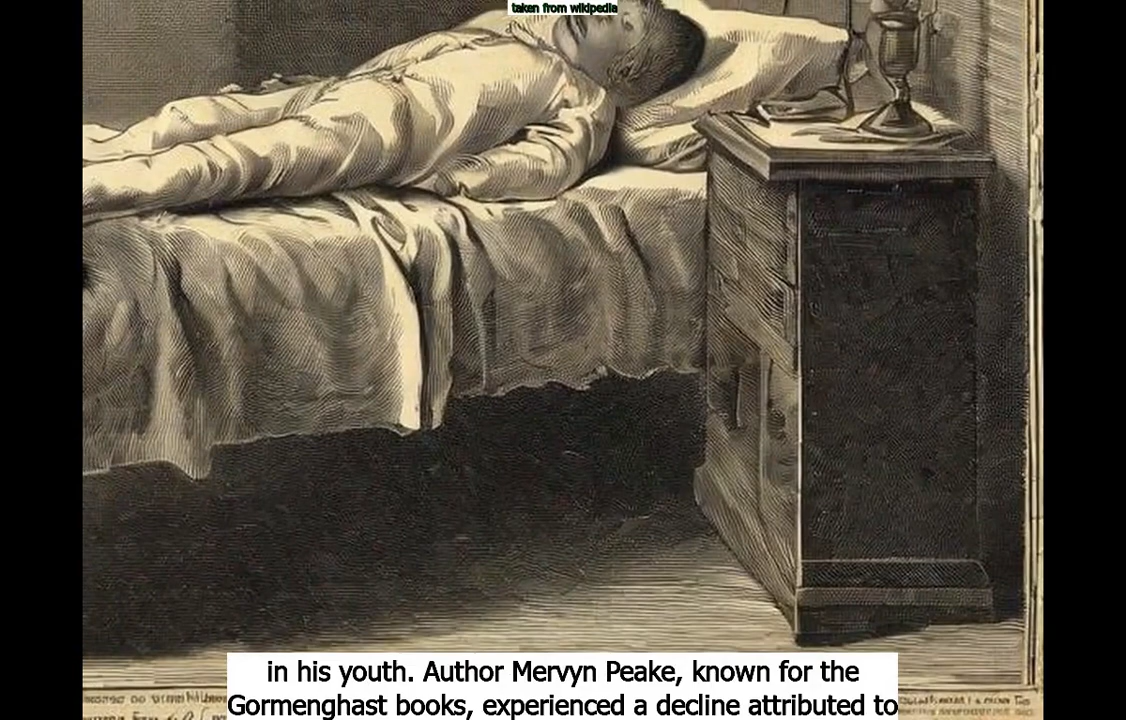 taken from wikipedia
in his youth. Author Mervyn Peake, known for the
Gormenghast books, experienced a decline attributed to